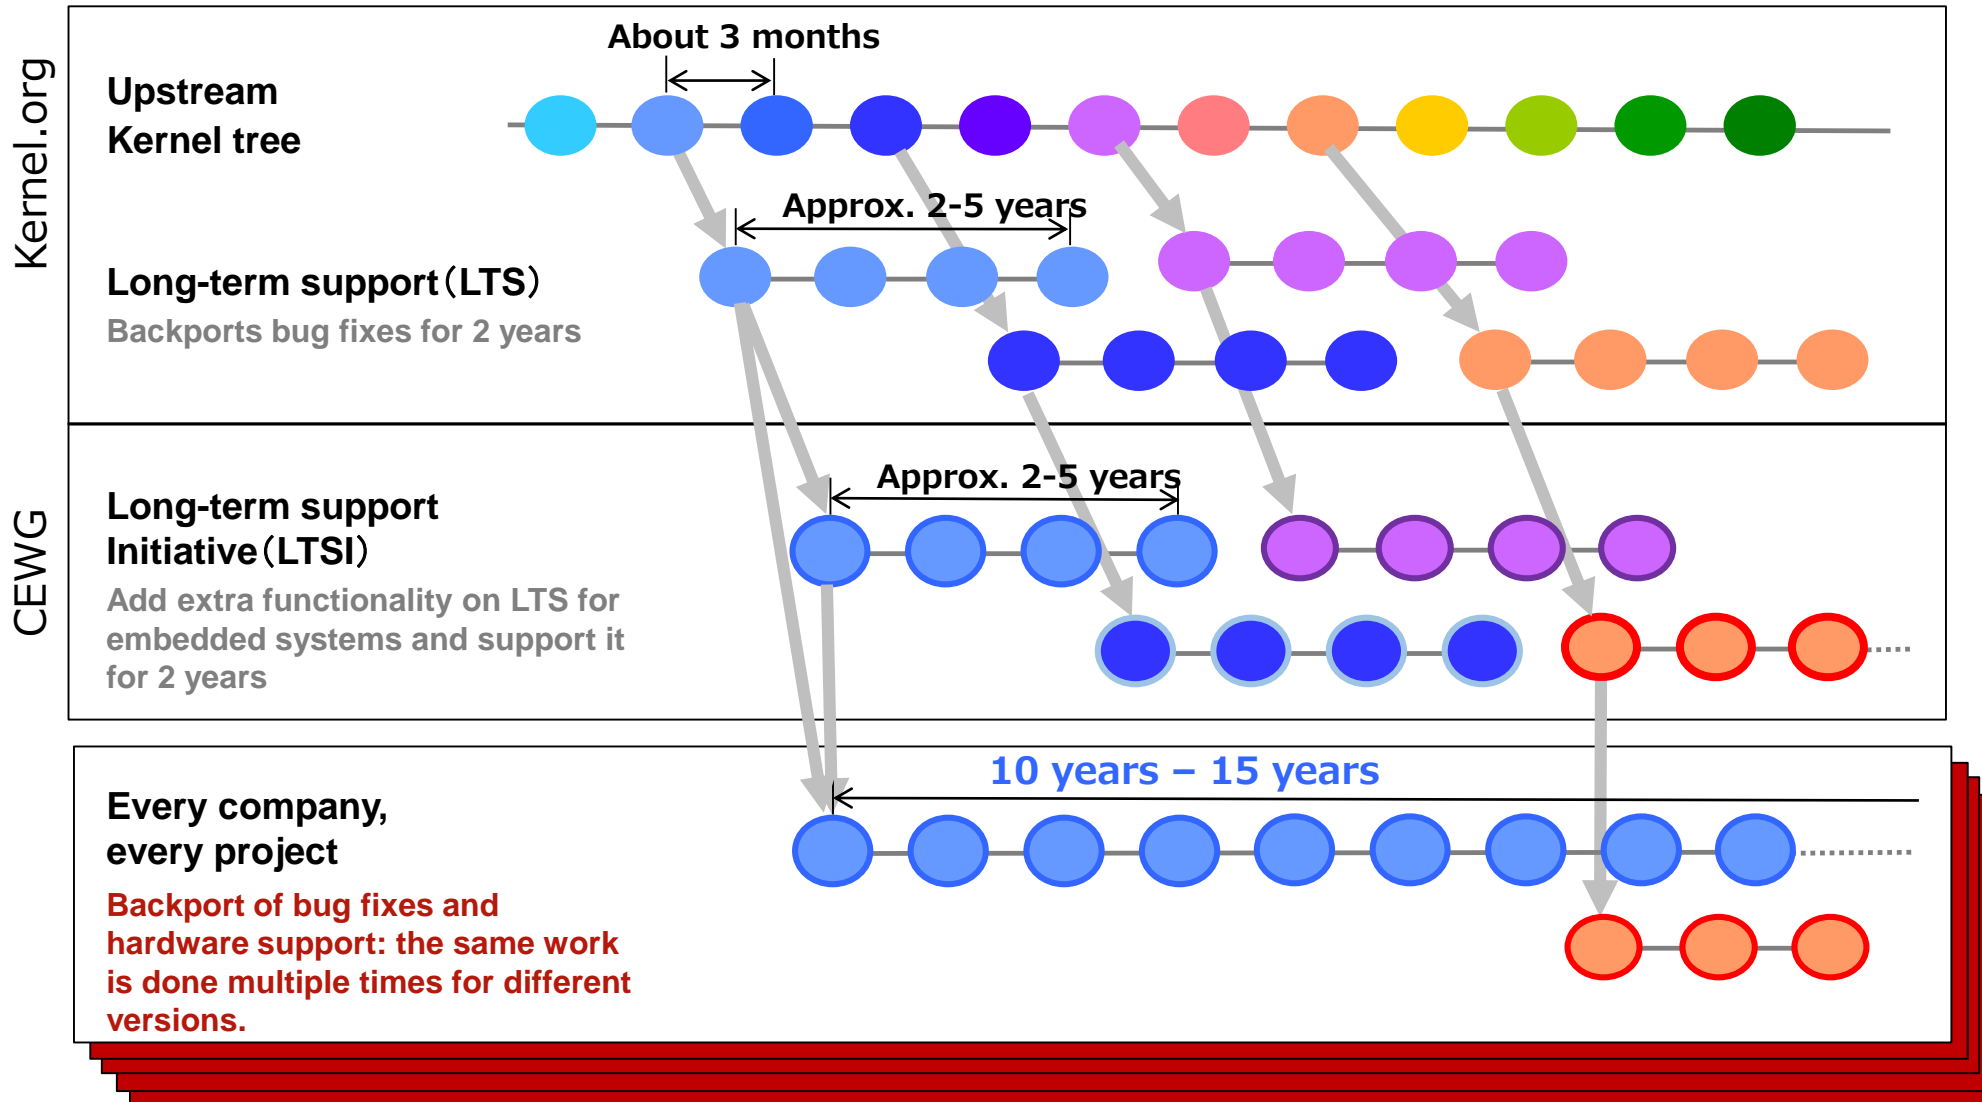 Kernel.org
About 3 months
Upstream
Kernel tree
Approx. 2-5 years
Long-term support（LTS）
Backports bug fixes for 2 years
CEWG
Approx. 2-5 years
Long-term support
Initiative（LTSI）
Add extra functionality on LTS for
embedded systems and support it
for 2 years
10 years – 15 years
Every company,
every project
Backport of bug fixes and
hardware support: the same work
is done multiple times for different
versions.